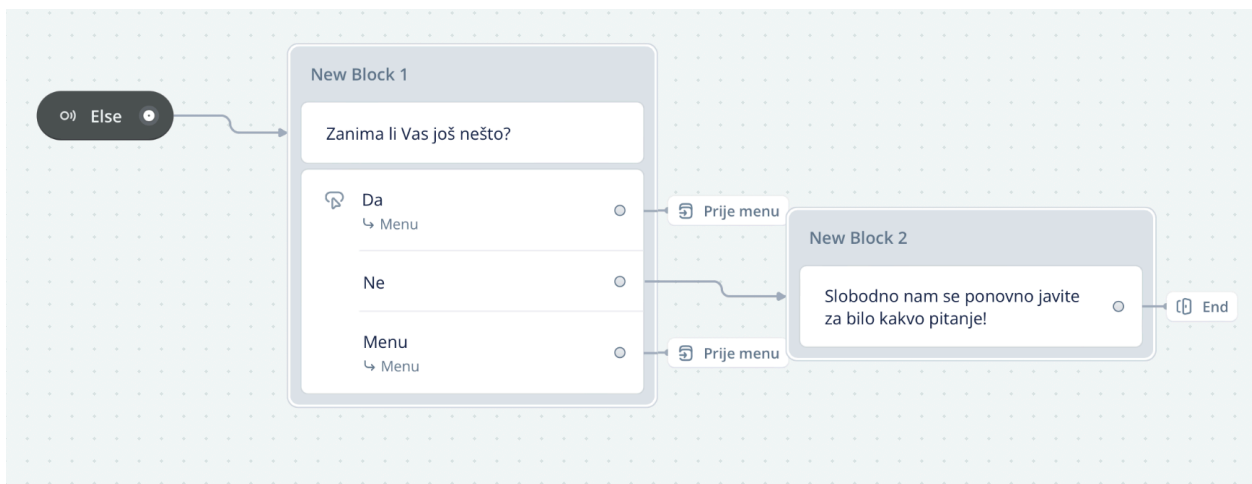 Else
New Block 1
Zanima li Vas još nešto?
Da
Menu
Prije menu
Ne
Menu
Menu
Prije menu
New Block 2
Slobodno nam se ponovno javite
za bilo kakvo pitanje!
End